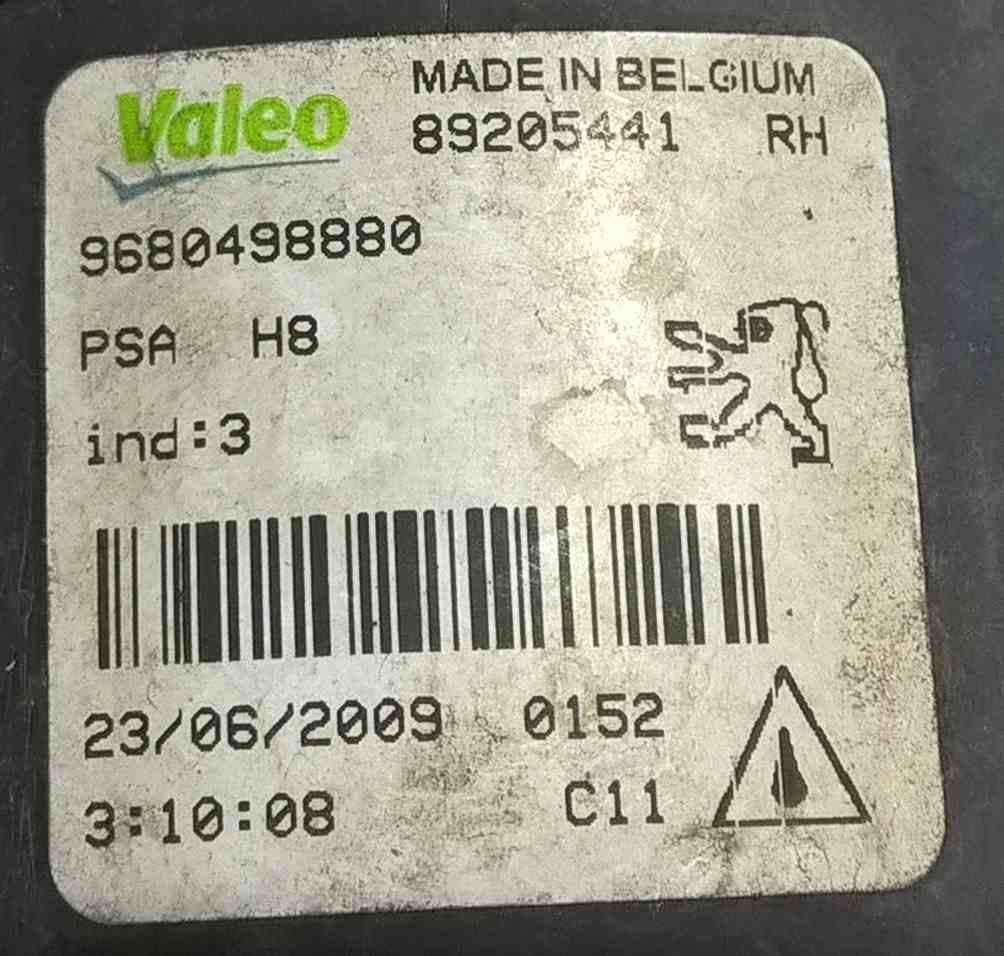 Valeo
MADE IN BELGIUM
89205441 RH
9680498880
PSA H8
ind:3
23/06/2009 0152
3:10:08 C11